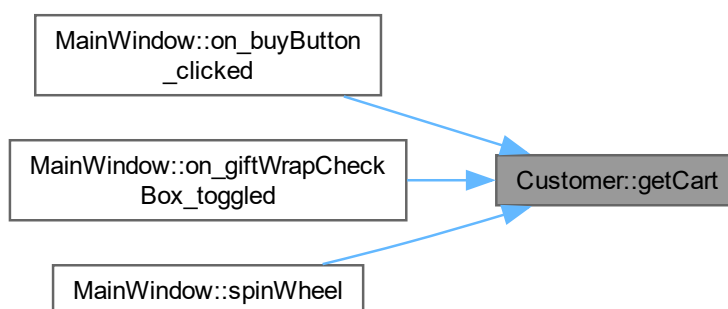 MainWindow::on_buyButton
_clicked
MainWindow::on_giftWrapCheck
Box_toggled
Customer::getCart
MainWindow::spinWheel